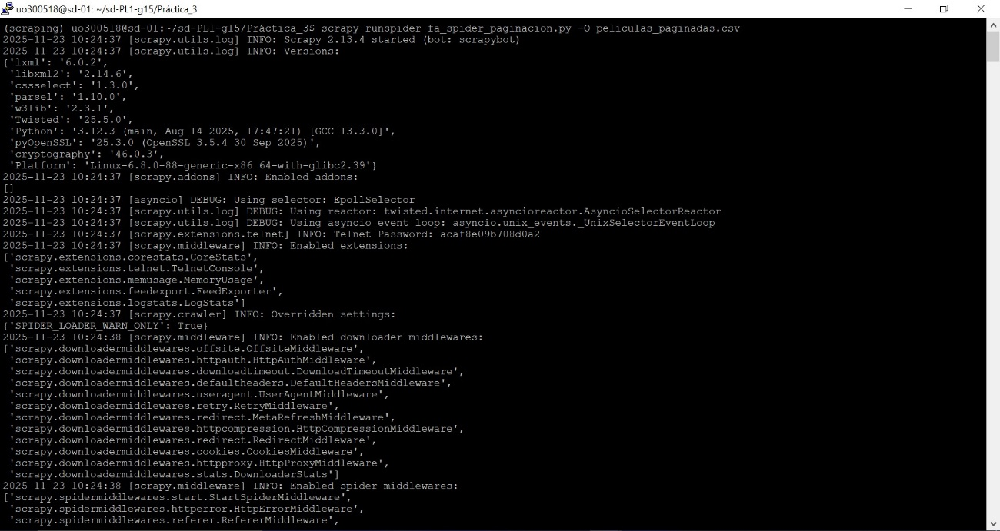 uo300518@sd-01: ~/sd-PL1-g15/Práctica_3
(scraping) uo300518@sd-01:~/sd-PL1-g15/Práctica_3$ scrapy runspider fa_spider_paginacion.py -O peliculas_paginadas.csv
2025-11-23 10:24:37 [scrapy.utils.log] INFO: Scrapy 2.13.4 started (bot: scrapybot)
2025-11-23 10:24:37 [scrapy.utils.log] INFO: Versions:
{'lxml': '6.0.2',
 'libxml2': '2.14.6',
 'cssselect': '1.3.0',
 'parsel': '1.10.0',
 'w3lib': '2.3.1',
 'Twisted': '25.5.0',
 'Python': '3.12.3 (main, Aug 14 2025, 17:47:21) [GCC 13.3.0]',
 'pyOpenSSL': '25.3.0 (OpenSSL 3.5.4 30 Sep 2025)',
 'cryptography': '46.0.3',
 'Platform': 'Linux-6.8.0-88-generic-x86_64-with-glibc2.39'}
2025-11-23 10:24:37 [scrapy.addons] INFO: Enabled addons:
[]
2025-11-23 10:24:37 [asyncio] DEBUG: Using selector: EpollSelector
2025-11-23 10:24:37 [scrapy.utils.log] DEBUG: Using reactor: twisted.internet.asyncioreactor.AsyncioSelectorReactor
2025-11-23 10:24:37 [scrapy.utils.log] DEBUG: Using asyncio event loop: asyncio.unix_events._UnixSelectorEventLoop
2025-11-23 10:24:37 [scrapy.extensions.telnet] INFO: Telnet Password: acaf8e09b708d0a2
2025-11-23 10:24:37 [scrapy.middleware] INFO: Enabled extensions:
['scrapy.extensions.corestats.CoreStats',
 'scrapy.extensions.telnet.TelnetConsole',
 'scrapy.extensions.memusage.MemoryUsage',
 'scrapy.extensions.feedexport.FeedExporter',
 'scrapy.extensions.logstats.LogStats']
2025-11-23 10:24:37 [scrapy.crawler] INFO: Overridden settings:
{'SPIDER_LOADER_WARN_ONLY': True}
2025-11-23 10:24:38 [scrapy.middleware] INFO: Enabled downloader middlewares:
['scrapy.downloadermiddlewares.offsite.OffsiteMiddleware',
 'scrapy.downloadermiddlewares.httpauth.HttpAuthMiddleware',
 'scrapy.downloadermiddlewares.downloadtimeout.DownloadTimeoutMiddleware',
 'scrapy.downloadermiddlewares.defaultheaders.DefaultHeadersMiddleware',
 'scrapy.downloadermiddlewares.useragent.UserAgentMiddleware',
 'scrapy.downloadermiddlewares.retry.RetryMiddleware',
 'scrapy.downloadermiddlewares.redirect.MetaRefreshMiddleware',
 'scrapy.downloadermiddlewares.httpcompression.HttpCompressionMiddleware',
 'scrapy.downloadermiddlewares.redirect.RedirectMiddleware',
 'scrapy.downloadermiddlewares.cookies.CookiesMiddleware',
 'scrapy.downloadermiddlewares.httpproxy.HttpProxyMiddleware',
 'scrapy.downloadermiddlewares.stats.DownloaderStats']
2025-11-23 10:24:38 [scrapy.middleware] INFO: Enabled spider middlewares:
['scrapy.spidermiddlewares.start.StartSpiderMiddleware',
 'scrapy.spidermiddlewares.httperror.HttpErrorMiddleware',
 'scrapy.spidermiddlewares.referer.RefererMiddleware',